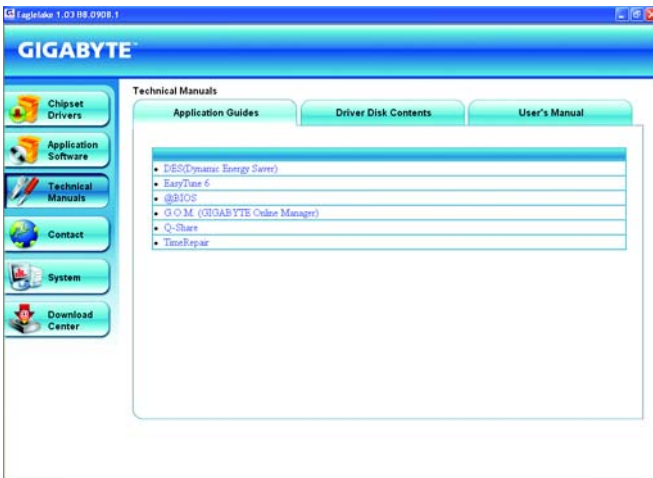 Eaglelake 1.03 B8.0908.1
GIGABYTE
Chipset
Drivers
Application
Software
Technical
Manuals
Contact
System
Download
Center
Technical Manuals
Application Guides
Driver Disk Contents
User's Manual
DES(Dynamic Energy Saver)
EasyTune 6
@BIOS
G.O.M. (GIGABYTE Online Manager)
Q-Share
TimeRepair